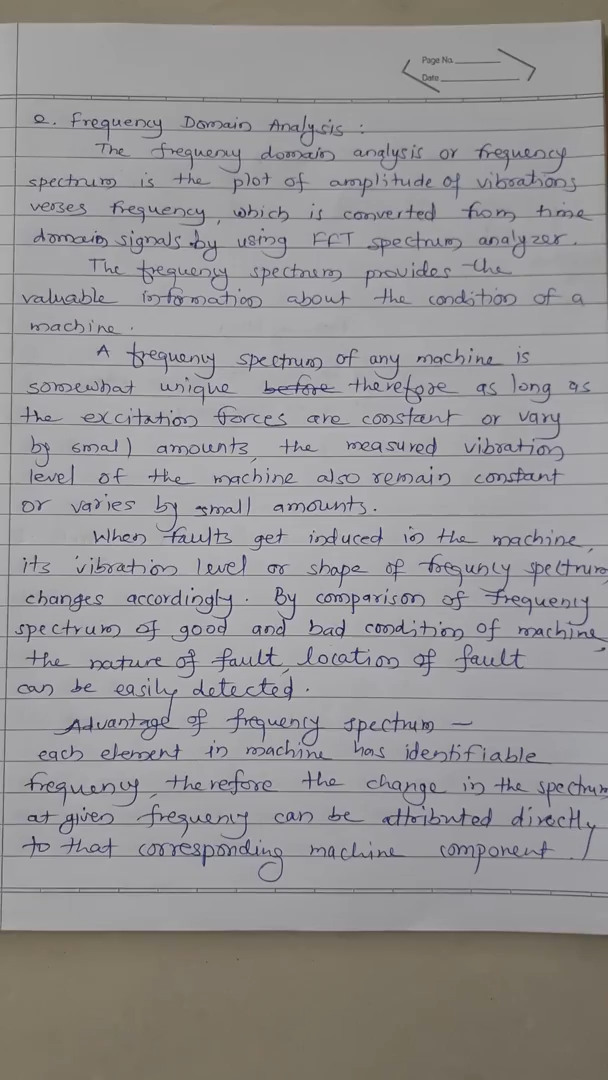 Page No.
Date
2. Frequency Domain Analysis :
The frequency domain analysis or frequency
spectrum is the plot of amplitude of vibrations
verses frequency, which is converted from time
domain signals by using FFT spectrum analyzer.
The frequency spectrum provides the
valuable information about the condition of a
machine.
A frequency spectrum of any machine is
somewhat unique before therefore as long as
the excitation forces are constant or vary
by small amounts, the measured vibration
level of the machine also remain constant
or varies by small amounts.
When faults get induced in the machine,
its vibration level or shape of frequncy spectrum
changes accordingly. By comparison of frequency
spectrum of good and bad condition of machine,
the nature of fault, location of fault
can be easily detected.
Advantage of frequency spectrum —
each element in machine has identifiable
frequency, therefore the change in the spectrum
at given frequency can be attributed directly
to that corresponding machine component.